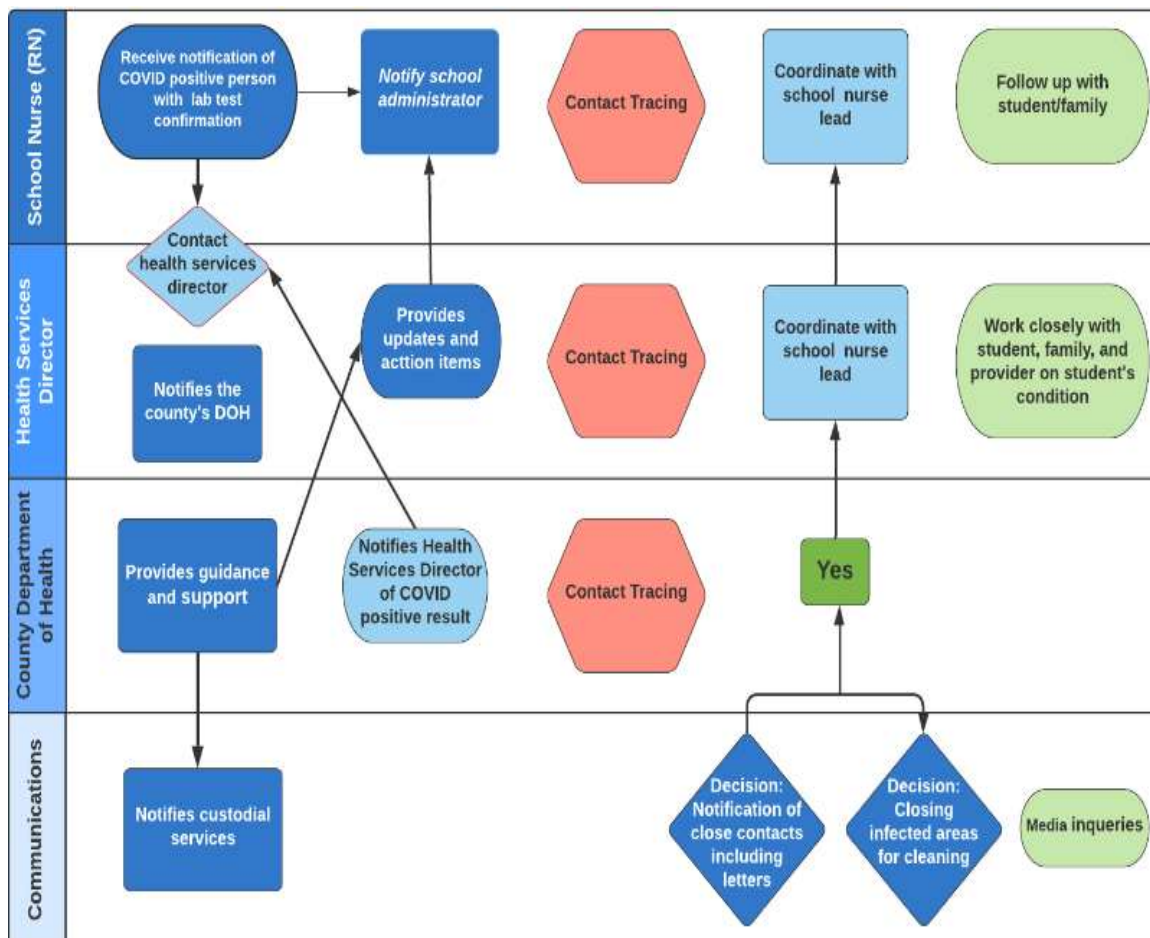 School Nurse (RN)
Receive notification of
COVID positive person
with lab test
confirmation
Notify school
administrator
Contact Tracing
Coordinate with
school nurse
lead
Follow up with
student/family
Contact
health services
director
Health Services
Director
Notifies the
county's DOH
Provides
updates and
acttion items
Contact Tracing
Coordinate with
school nurse
lead
Work closely with
student, family, and
provider on student's
condition
County Department
of Health
Provides guidance
and support
Notifies Health
Services Director
of COVID
positive result
Contact Tracing
Yes
Communications
Notifies custodial
services
Decision:
Notification of
close contacts
including
letters
Decision:
Closing
infected areas
for cleaning
Media inqueries